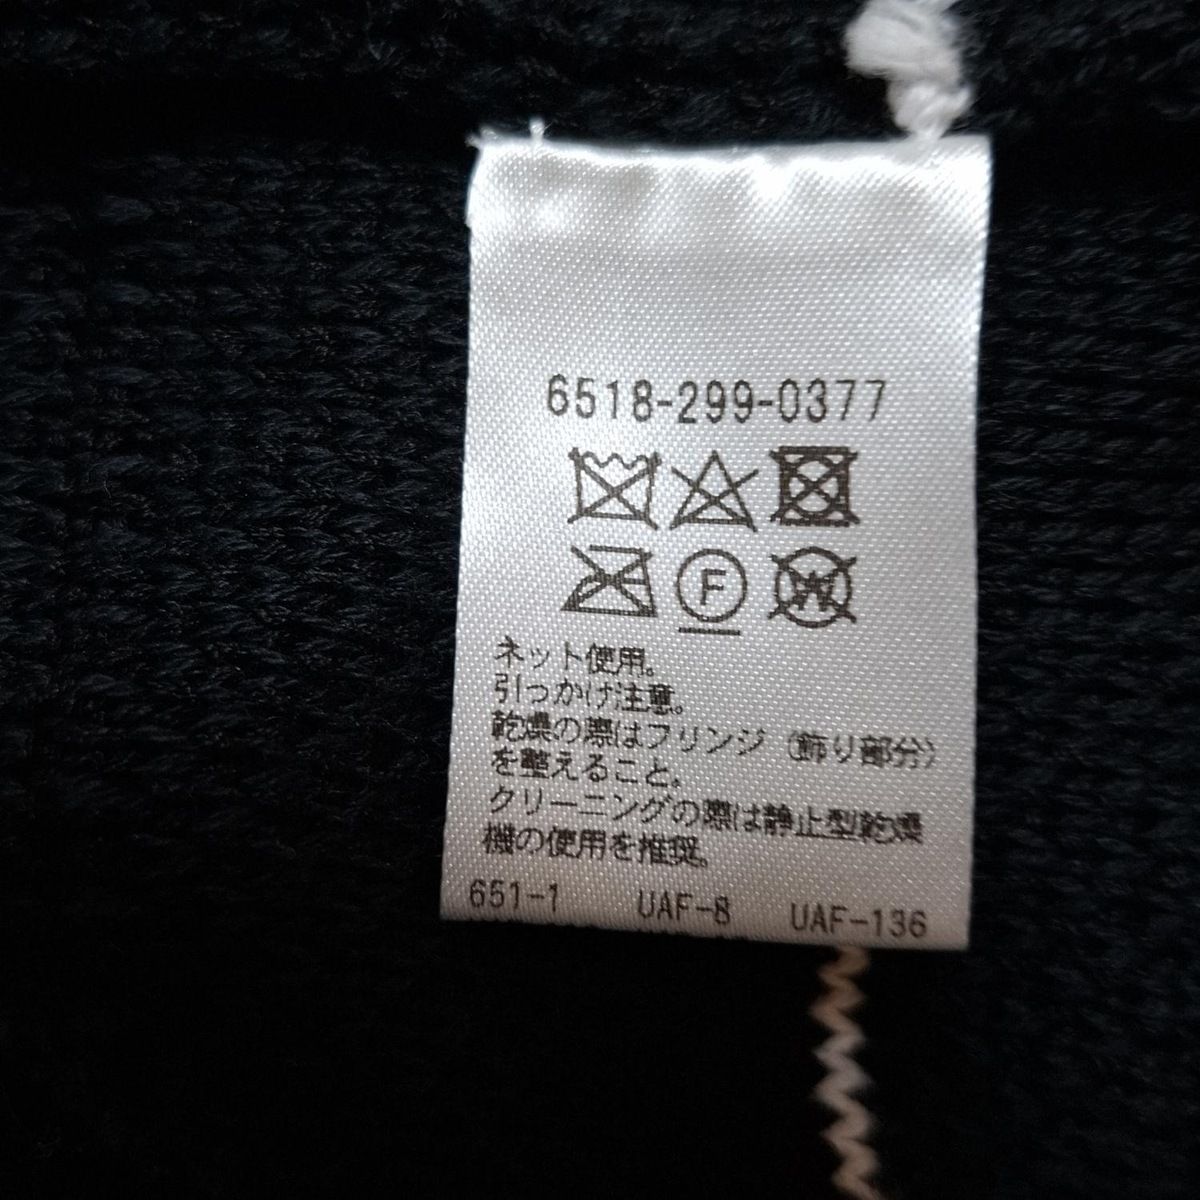 6518-299-0377
F
W
ネット使用。
引っかけ注意。
乾燥の際はフリンジ（飾り部分）
を整えること。
クリーニングの際は静止型乾燥
機の使用を推奨。
651-1 UAF-8 UAF-136